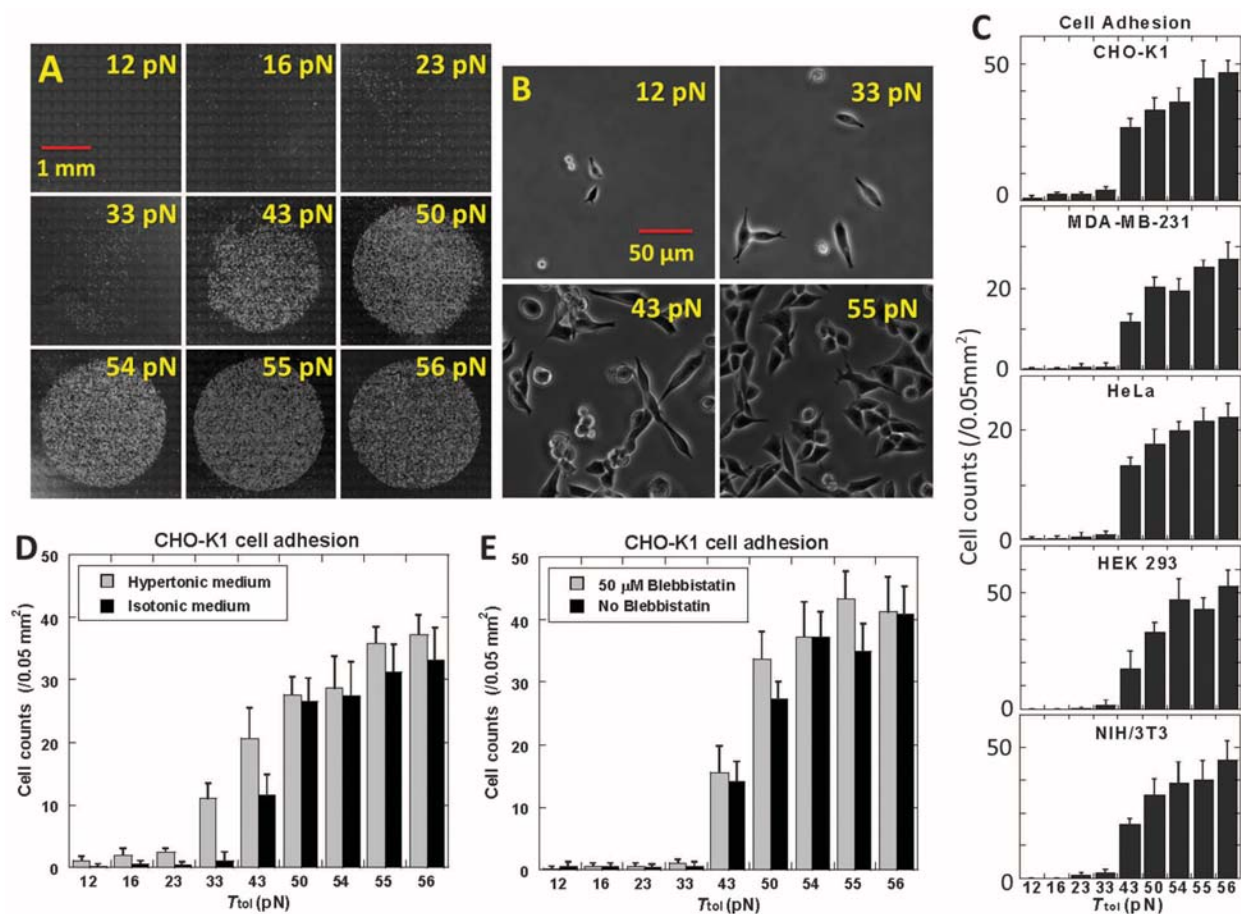 A
12 pN
16 pN
23 pN
1 mm
33 pN
43 pN
50 pN
54 pN
55 pN
56 pN
B
12 pN
33 pN
50 µm
43 pN
55 pN
C
Cell Adhesion
CHO-K1
50
0
MDA-MB-231
20
0
HeLa
20
0
HEK 293
50
0
NIH/3T3
50
0
Cell counts (/0.05mm²)
12 16 23 33 43 50 54 55 56
Ttol (pN)
D
CHO-K1 cell adhesion
Hypertonic medium
Isotonic medium
Cell counts (/0.05 mm²)
50
40
30
20
10
0
12 16 23 33 43 50 54 55 56
Ttol (pN)
E
CHO-K1 cell adhesion
50 µM Blebbistatin
No Blebbistatin
Cell counts (/0.05 mm²)
50
40
30
20
10
0
12 16 23 33 43 50 54 55 56
Ttol (pN)